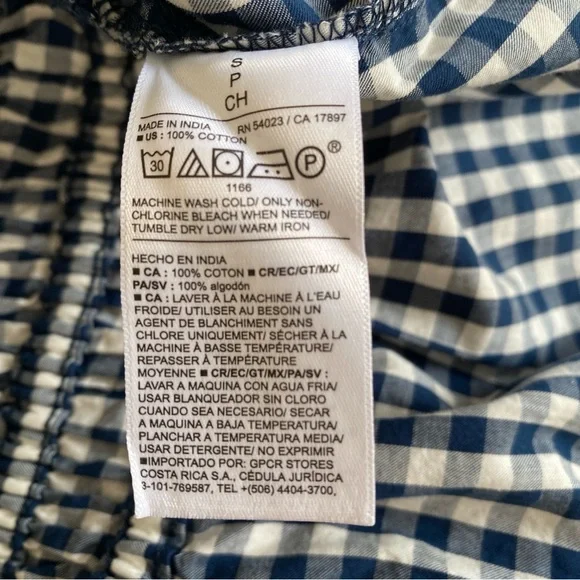 S
P
CH
MADE IN INDIA RN 54023 / CA 17897
■ US : 100% COTTON
30 P ®
1166
MACHINE WASH COLD/ ONLY NON-
CHLORINE BLEACH WHEN NEEDED/
TUMBLE DRY LOW/ WARM IRON
HECHO EN INDIA
■ CA : 100% COTON ■ CR/EC/GT/MX/
PA/SV : 100% algodón
■ CA : LAVER À LA MACHINE À L'EAU
FROIDE/ UTILISER AU BESOIN UN
AGENT DE BLANCHIMENT SANS
CHLORE UNIQUEMENT/ SÉCHER À LA
MACHINE À BASSE TEMPÉRATURE/
REPASSER À TEMPÉRATURE
MOYENNE ■ CR/EC/GT/MX/PA/SV :
LAVAR A MAQUINA CON AGUA FRIA/
USAR BLANQUEADOR SIN CLORO
CUANDO SEA NECESARIO/ SECAR
A MAQUINA A BAJA TEMPERATURA/
PLANCHAR A TEMPERATURA MEDIA/
USAR DETERGENTE/ NO EXPRIMIR
■IMPORTADO POR: GPCR STORES
COSTA RICA S.A., CÉDULA JURÍDICA
3-101-769587, TEL +(506) 4404-3700,